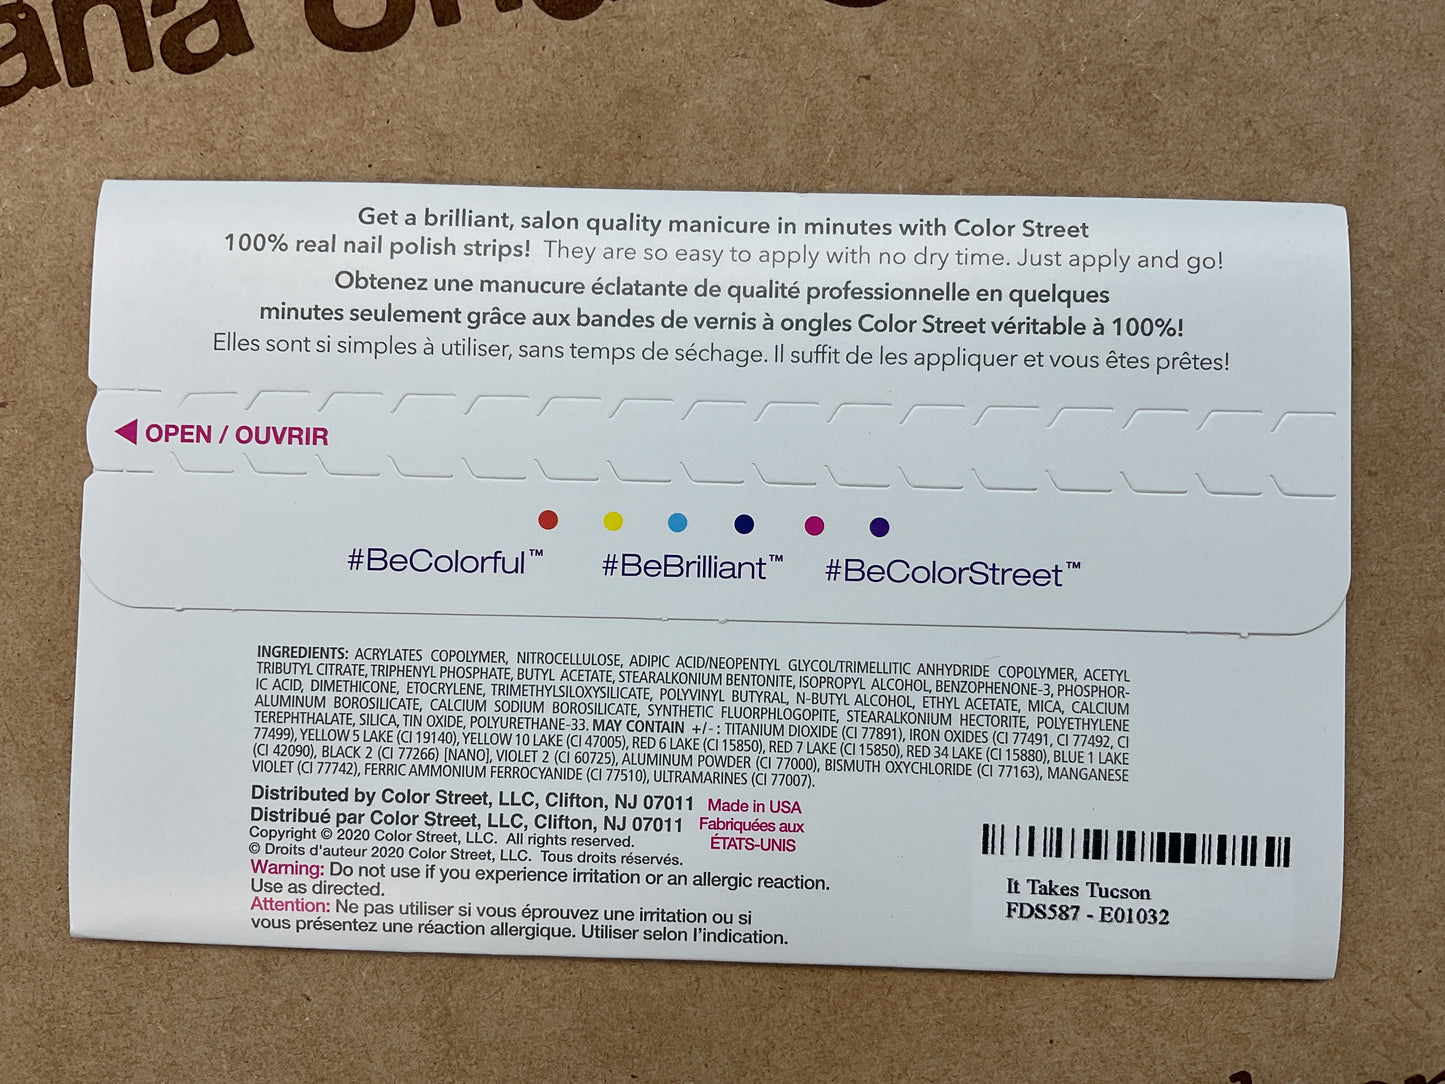 Get a brilliant, salon quality manicure in minutes with Color Street
100% real nail polish strips! They are so easy to apply with no dry time. Just apply and go!
Obtenez une manucure éclatante de qualité professionnelle en quelques
minutes seulement grâce aux bandes de vernis à ongles Color Street véritable à 100%!
Elles sont si simples à utiliser, sans temps de séchage. Il suffit de les appliquer et vous êtes prêtes!
OPEN / OUVRIR
#BeColorful™ #BeBrilliant™ #BeColorStreet™
INGREDIENTS: ACRYLATES COPOLYMER, NITROCELLULOSE, ADIPIC ACID/NEOPENTYL GLYCOL/TRIMELLITIC ANHYDRIDE COPOLYMER, ACETYL
TRIBUTYL CITRATE, TRIPHENYL PHOSPHATE, BUTYL ACETATE, STEARALKONIUM BENTONITE, ISOPROPYL ALCOHOL, BENZOPHENONE-3, PHOSPHOR-
IC ACID, DIMETHICONE, ETOCRYLENE, TRIMETHYLSILOXYSILICATE, POLYVINYL BUTYRAL, N-BUTYL ALCOHOL, ETHYL ACETATE, MICA, CALCIUM
ALUMINUM BOROSILICATE, CALCIUM SODIUM BOROSILICATE, SYNTHETIC FLUORPHLOGOPITE, STEARALKONIUM HECTORITE, POLYETHYLENE
TEREPHTHALATE, SILICA, TIN OXIDE, POLYURETHANE-33. MAY CONTAIN +/- : TITANIUM DIOXIDE (CI 77891), IRON OXIDES (CI 77491, CI 77492, CI
77499), YELLOW 5 LAKE (CI 19140), YELLOW 10 LAKE (CI 47005), RED 6 LAKE (CI 15850), RED 7 LAKE (CI 15850), RED 34 LAKE (CI 15880), BLUE 1 LAKE
(CI 42090), BLACK 2 (CI 77266) [NANO], VIOLET 2 (CI 60725), ALUMINUM POWDER (CI 77000), BISMUTH OXYCHLORIDE (CI 77163), MANGANESE
VIOLET (CI 77742), FERRIC AMMONIUM FERROCYANIDE (CI 77510), ULTRAMARINES (CI 77007).
Distributed by Color Street, LLC, Clifton, NJ 07011
Distribué par Color Street, LLC, Clifton, NJ 07011
Made in USA
Fabriquées aux
ÉTATS-UNIS
Copyright © 2020 Color Street, LLC. All rights reserved.
© Droits d'auteur 2020 Color Street, LLC. Tous droits réservés.
Warning: Do not use if you experience irritation or an allergic reaction.
Use as directed.
Attention: Ne pas utiliser si vous éprouvez une irritation ou si
vous présentez une réaction allergique. Utiliser selon l'indication.
It Takes Tucson
FDS587 - E01032